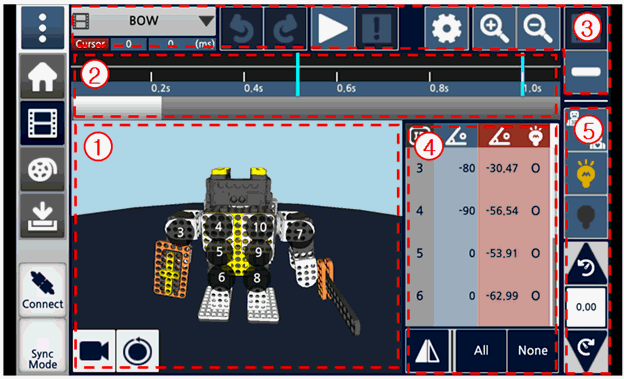 BOW
Cursor 0 0 (ms)
③
②
0,2s 0,4s 0,6s 0,8s 1,0s
①
④
⑤
3 -80 -30,47 O
4 -90 -56,54 O
5 0 -53,91 O
6 0 -62.99 O
3 4 10 7
5 9
6 8
Connect
0.00
Sync
Mode
All None